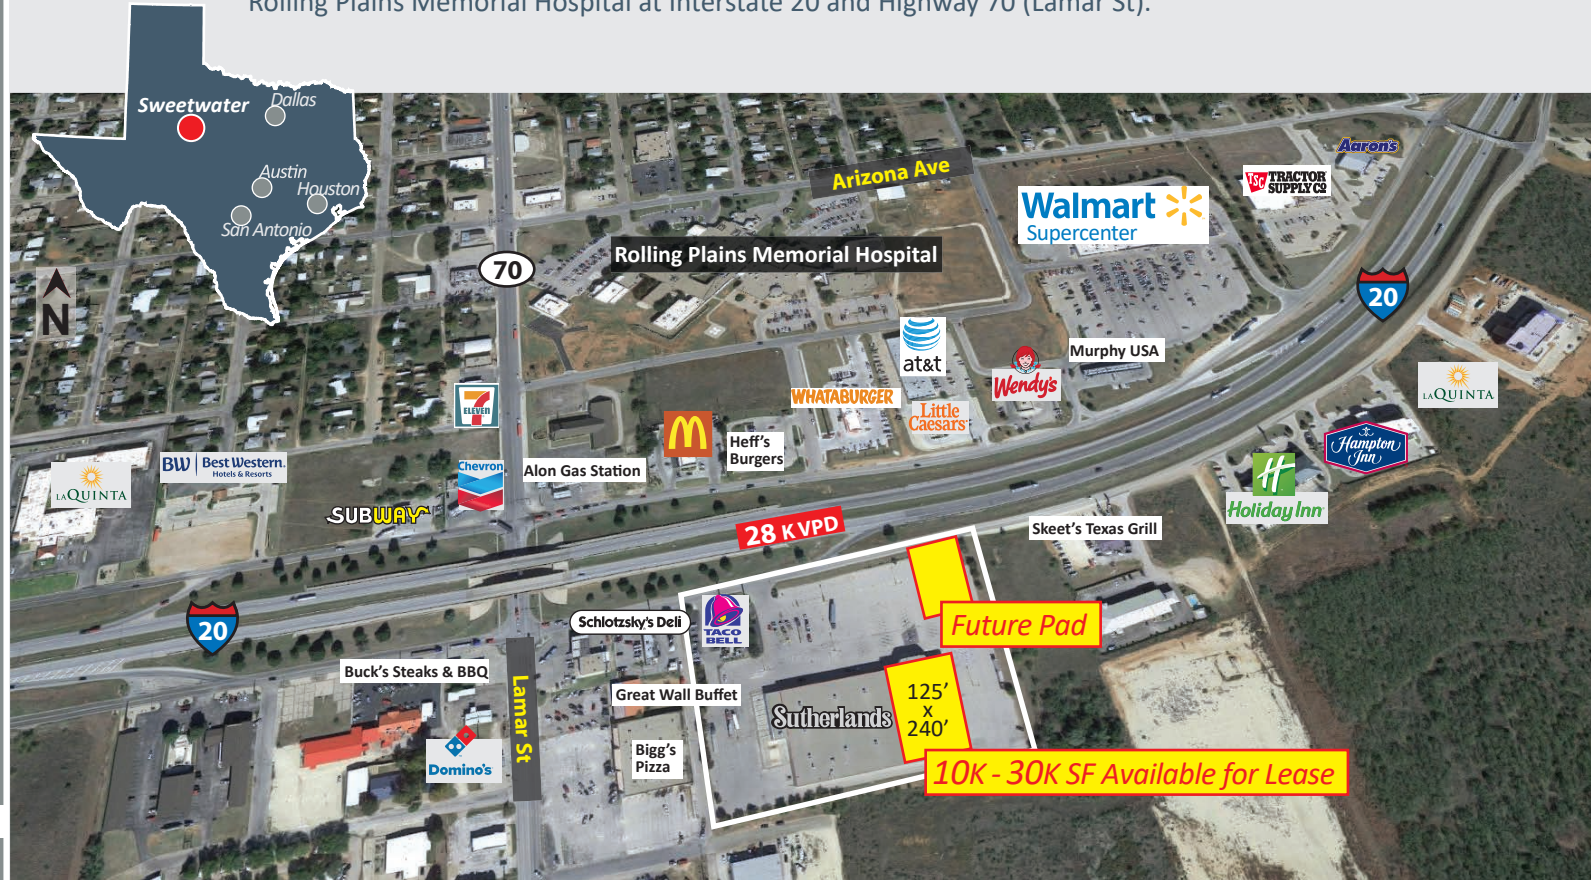 Rolling Plains Memorial Hospital at Interstate 20 and Highway 70 (Lamar St).
Sweetwater
Dallas
Austin
Houston
San Antonio
N
Arizona Ave
Aaron's
TSC TRACTOR
SUPPLY CO
Walmart
Supercenter
Rolling Plains Memorial Hospital
70
20
at&t
Murphy USA
Wendy's
WHATABURGER
Little
Caesars
LAQUINTA
7
ELEVEN
M
Heff's
Burgers
Hampton
Inn
BW Best Western.
Hotels & Resorts
LAQUINTA
Chevron
Alon Gas Station
H
Holiday Inn
SUBWAY
28 K VPD
Skeet's Texas Grill
20
Schlotzsky's Deli
TACO
BELL
Future Pad
Buck's Steaks & BBQ
Lamar St
Great Wall Buffet
Sutherlands
125'
x
240'
Bigg's
Pizza
Domino's
10K - 30K SF Available for Lease